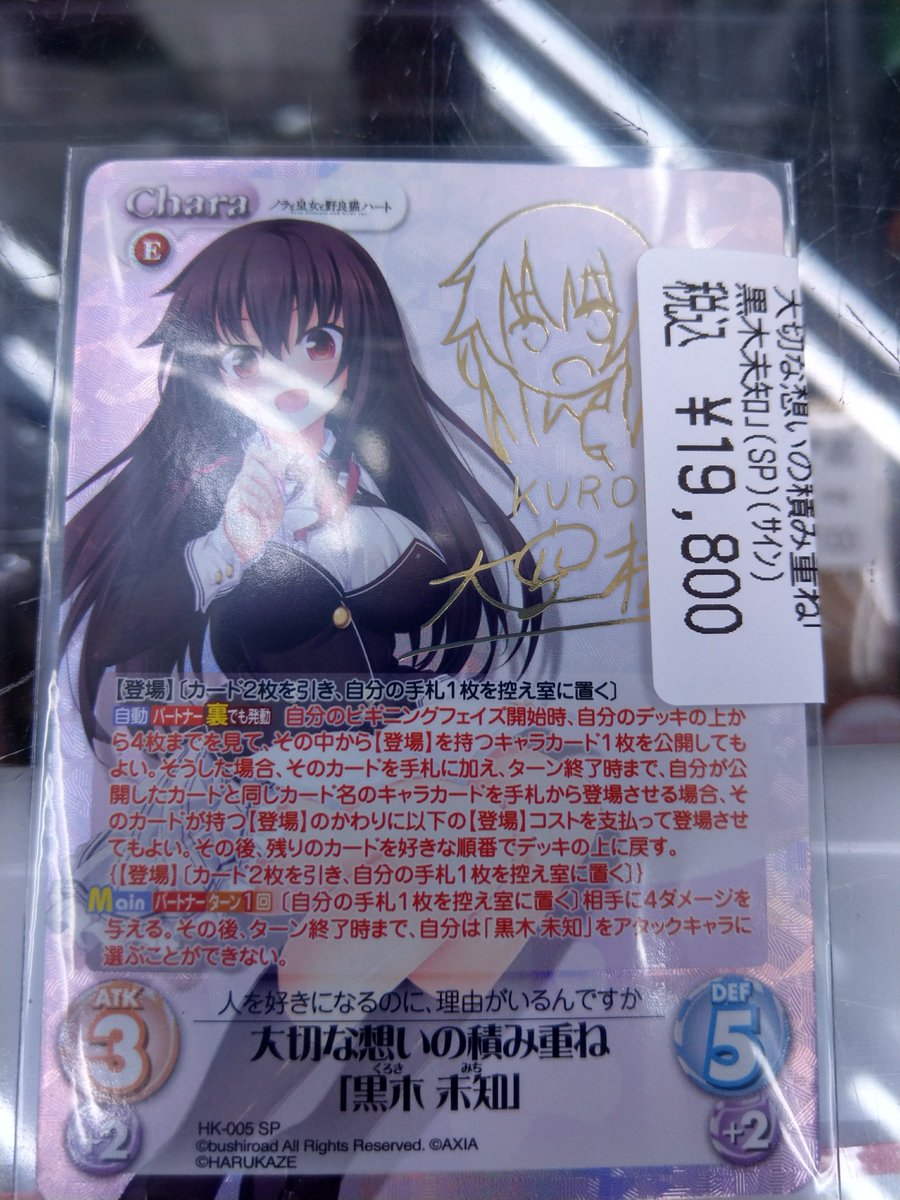 Chara
ノラと皇女と野良猫ハート
E
大切な想いの積み重ね
黒木未知」(SP)(サイン)
税込 ¥19,800
KURO
大空
【登場】〔カード2枚を引き、自分の手札1枚を控え室に置く〕
自動 パートナー 裏でも発動 自分のビギニングフェイズ開始時、自分のデッキの上か
ら4枚までを見て、その中から【登場】を持つキャラカード1枚を公開しても
よい。そうした場合、そのカードを手札に加え、ターン終了時まで、自分が公
開したカードと同じカード名のキャラカードを手札から登場させる場合、そ
のカードが持つ【登場】のかわりに以下の【登場】コストを支払って登場させ
てもよい。その後、残りのカードを好きな順番でデッキの上に戻す。
{【登場】〔カード2枚を引き、自分の手札1枚を控え室に置く〕}
Main パートナー ターン1回 〔自分の手札1枚を控え室に置く〕相手に4ダメージを
与える。その後、ターン終了時まで、自分は「黒木 未知」をアタックキャラに
選ぶことができない。
人を好きになるのに、理由がいるんですか
ATK
3
DEF
5
大切な想いの積み重ね
くろき みち
「黒木 未知」
+2
+2
HK-005 SP
©bushiroad All Rights Reserved. ©AXIA
©HARUKAZE